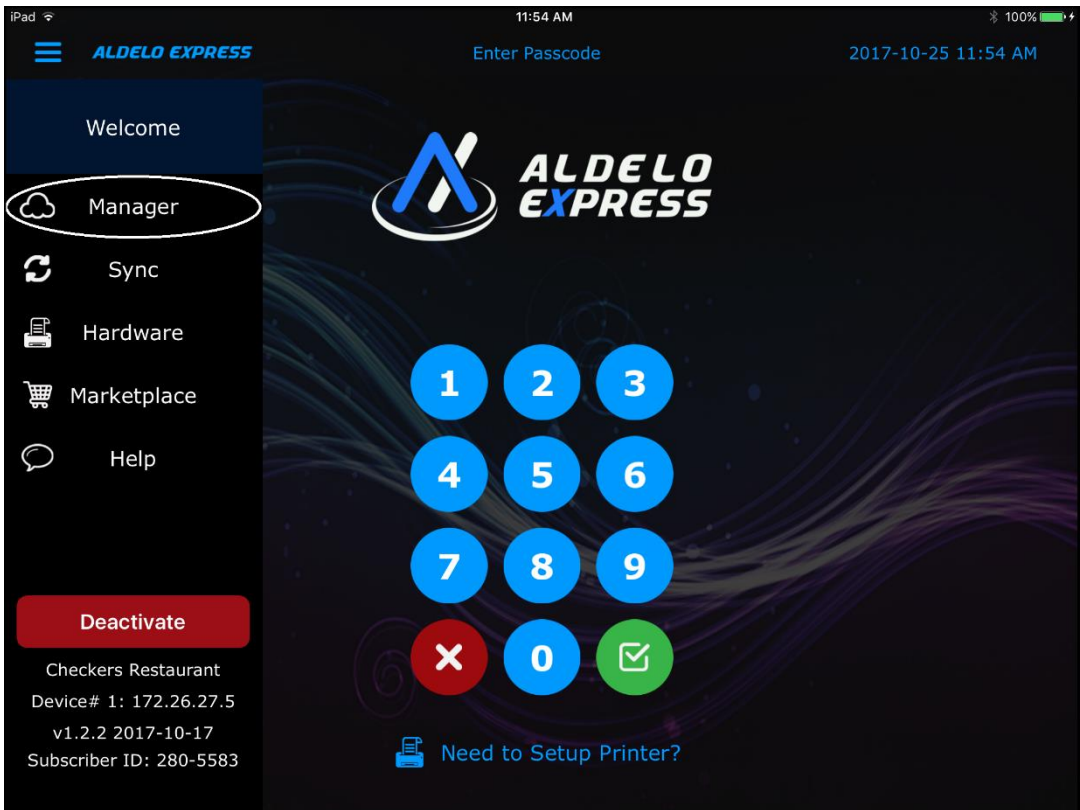 iPad
11:54 AM
100%
ALDELO EXPRESS
Enter Passcode
2017-10-25 11:54 AM
Welcome
Manager
Sync
Hardware
Marketplace
Help
Deactivate
Checkers Restaurant
Device# 1: 172.26.27.5
v1.2.2 2017-10-17
Subscriber ID: 280-5583
ALDELO
EXPRESS
1 2 3
4 5 6
7 8 9
0
Need to Setup Printer?